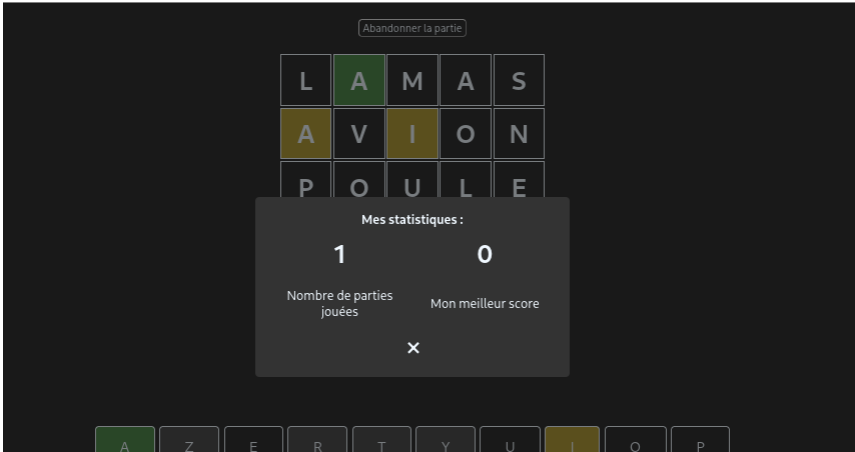 Abandonner la partie
L A M A S
A V I O N
P O U L E
Mes statistiques :
1 0
Nombre de parties jouées
Mon meilleur score
×
A Z E R T Y U I O P